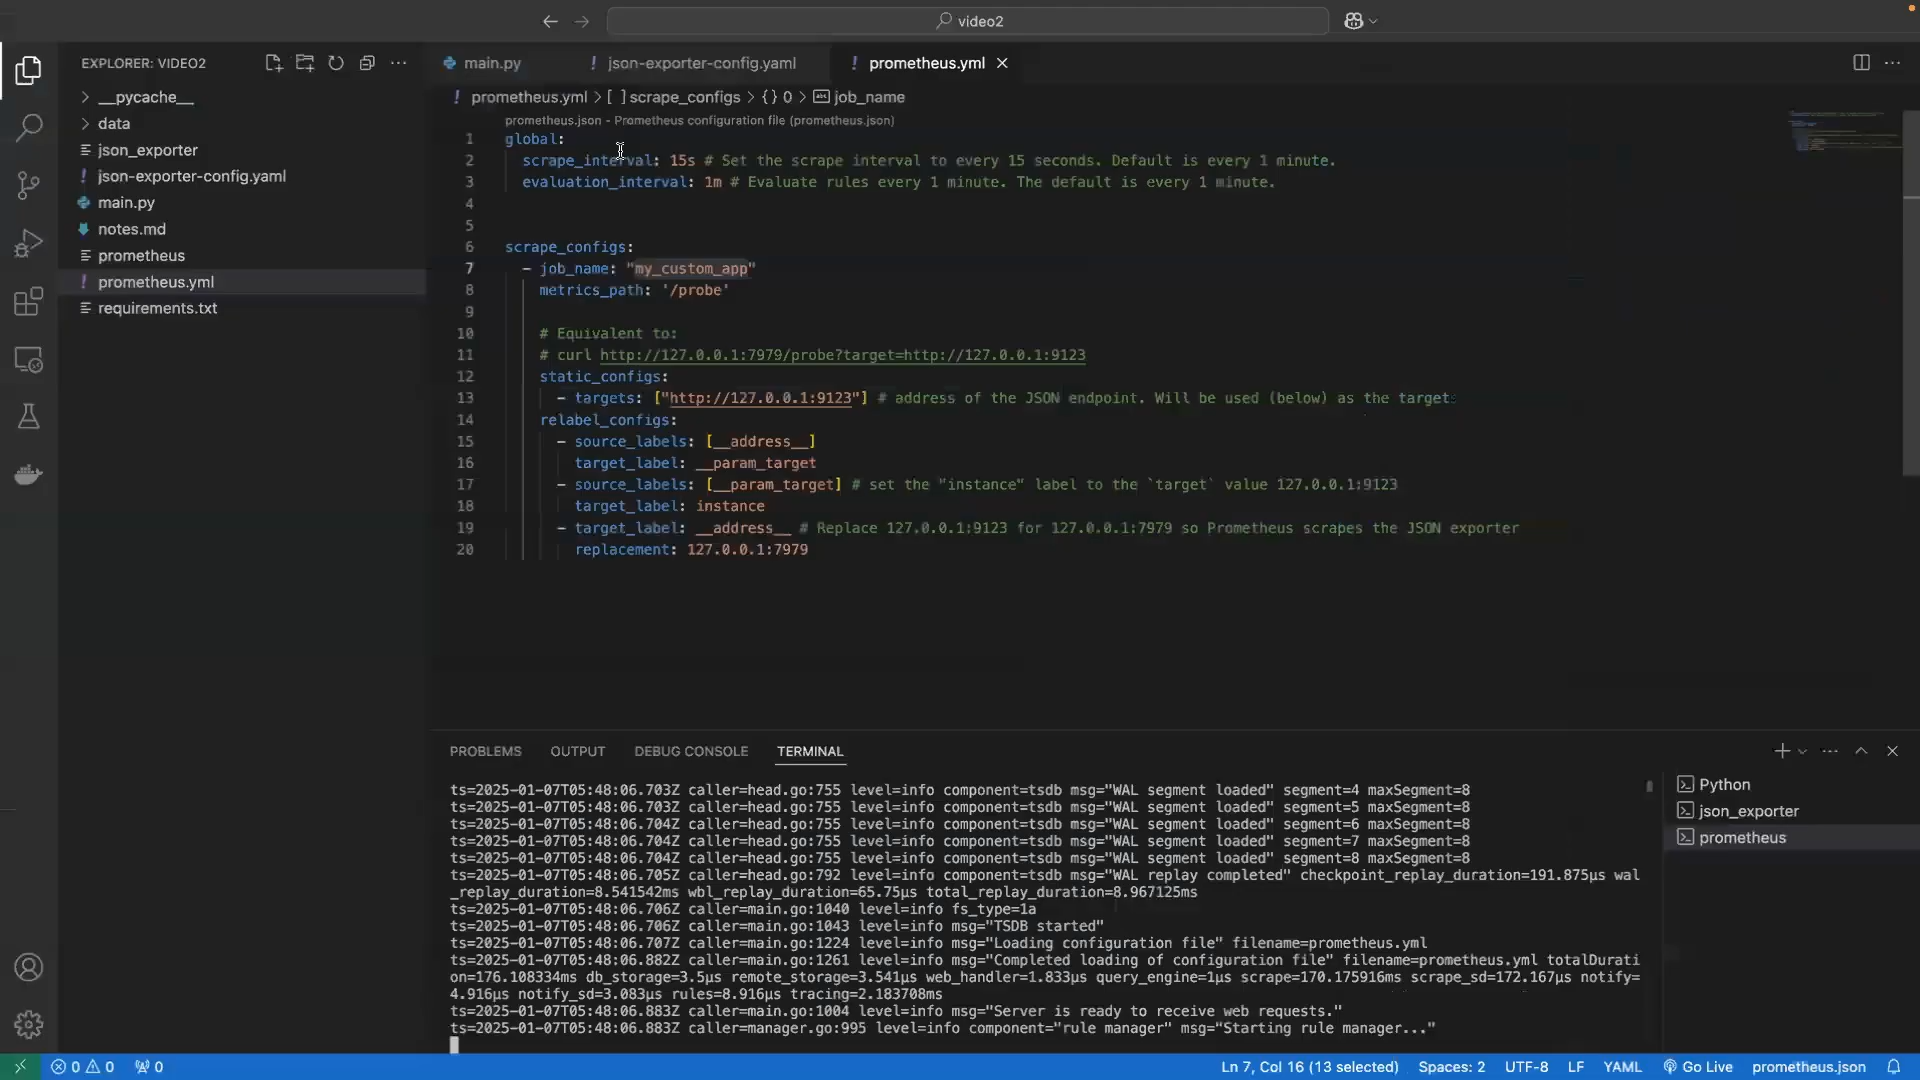 video2
EXPLORER: VIDEO2
__pycache__
data
json_exporter
json-exporter-config.yaml
main.py
notes.md
prometheus
prometheus.yml
requirements.txt
main.py
json-exporter-config.yaml
prometheus.yml
prometheus.yml > [ ] scrape_configs > {} 0 > job_name
prometheus.json - Prometheus configuration file (prometheus.json)
1 global:
2 scrape_interval: 15s # Set the scrape interval to every 15 seconds. Default is every 1 minute.
3 evaluation_interval: 1m # Evaluate rules every 1 minute. The default is every 1 minute.
4
5
6 scrape_configs:
7 - job_name: "my_custom_app"
8 metrics_path: '/probe'
9
10 # Equivalent to:
11 # curl http://127.0.0.1:7979/probe?target=http://127.0.0.1:9123
12 static_configs:
13 - targets: ["http://127.0.0.1:9123"] # address of the JSON endpoint. Will be used (below) as the target:
14 relabel_configs:
15 - source_labels: [__address__]
16 target_label: __param_target
17 - source_labels: [__param_target] # set the "instance" label to the `target` value 127.0.0.1:9123
18 target_label: instance
19 - target_label: __address__ # Replace 127.0.0.1:9123 for 127.0.0.1:7979 so Prometheus scrapes the JSON exporter
20 replacement: 127.0.0.1:7979
PROBLEMS OUTPUT DEBUG CONSOLE TERMINAL
ts=2025-01-07T05:48:06.703Z caller=head.go:755 level=info component=tsdb msg="WAL segment loaded" segment=4 maxSegment=8
ts=2025-01-07T05:48:06.703Z caller=head.go:755 level=info component=tsdb msg="WAL segment loaded" segment=5 maxSegment=8
ts=2025-01-07T05:48:06.704Z caller=head.go:755 level=info component=tsdb msg="WAL segment loaded" segment=6 maxSegment=8
ts=2025-01-07T05:48:06.704Z caller=head.go:755 level=info component=tsdb msg="WAL segment loaded" segment=7 maxSegment=8
ts=2025-01-07T05:48:06.704Z caller=head.go:755 level=info component=tsdb msg="WAL segment loaded" segment=8 maxSegment=8
ts=2025-01-07T05:48:06.705Z caller=head.go:792 level=info component=tsdb msg="WAL replay completed" checkpoint_replay_duration=191.875µs wal
_replay_duration=8.541542ms wbl_replay_duration=65.75µs total_replay_duration=8.967125ms
ts=2025-01-07T05:48:06.706Z caller=main.go:1040 level=info fs_type=1a
ts=2025-01-07T05:48:06.706Z caller=main.go:1043 level=info msg="TSDB started"
ts=2025-01-07T05:48:06.707Z caller=main.go:1224 level=info msg="Loading configuration file" filename=prometheus.yml
ts=2025-01-07T05:48:06.882Z caller=main.go:1261 level=info msg="Completed loading of configuration file" filename=prometheus.yml totalDurati
on=176.108334ms db_storage=3.5µs remote_storage=3.541µs web_handler=1.833µs query_engine=1µs scrape=170.175916ms scrape_sd=172.167µs notify=
4.916µs notify_sd=3.083µs rules=8.916µs tracing=2.183708ms
ts=2025-01-07T05:48:06.883Z caller=main.go:1004 level=info msg="Server is ready to receive web requests."
ts=2025-01-07T05:48:06.883Z caller=manager.go:995 level=info component="rule manager" msg="Starting rule manager..."
Python
json_exporter
prometheus
0 0 0
Ln 7, Col 16 (13 selected) Spaces: 2 UTF-8 LF YAML Go Live prometheus.json